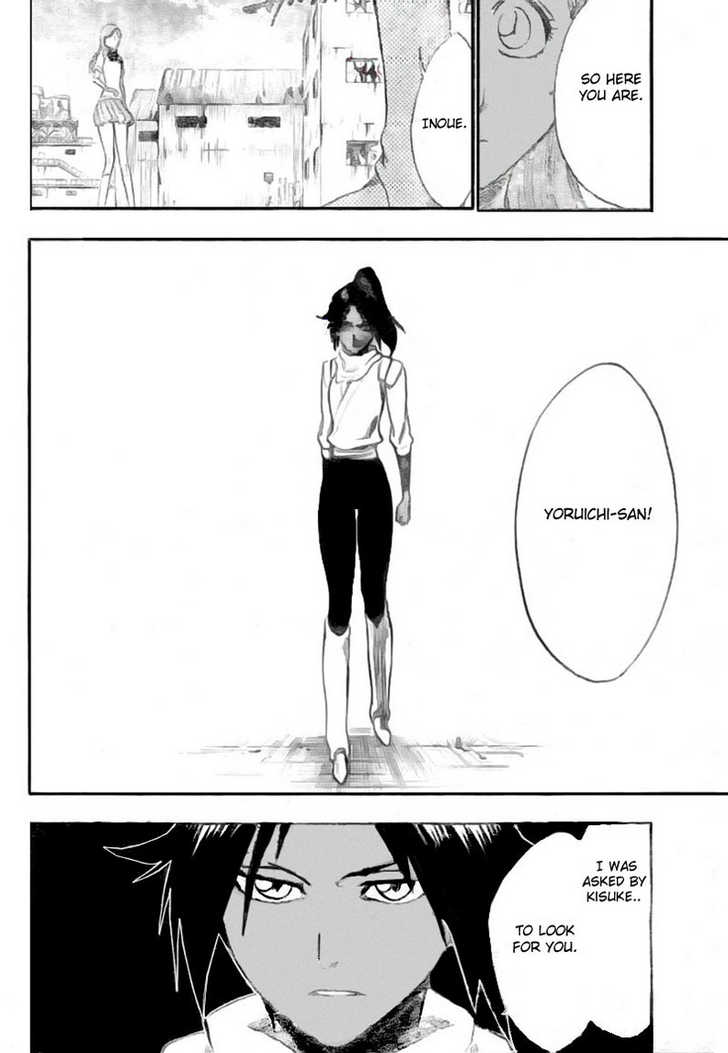 SO HERE
YOU ARE.
INOUE.
YORUICHI-SAN!
I WAS
ASKED BY
KISUKE..
TO LOOK
FOR YOU.